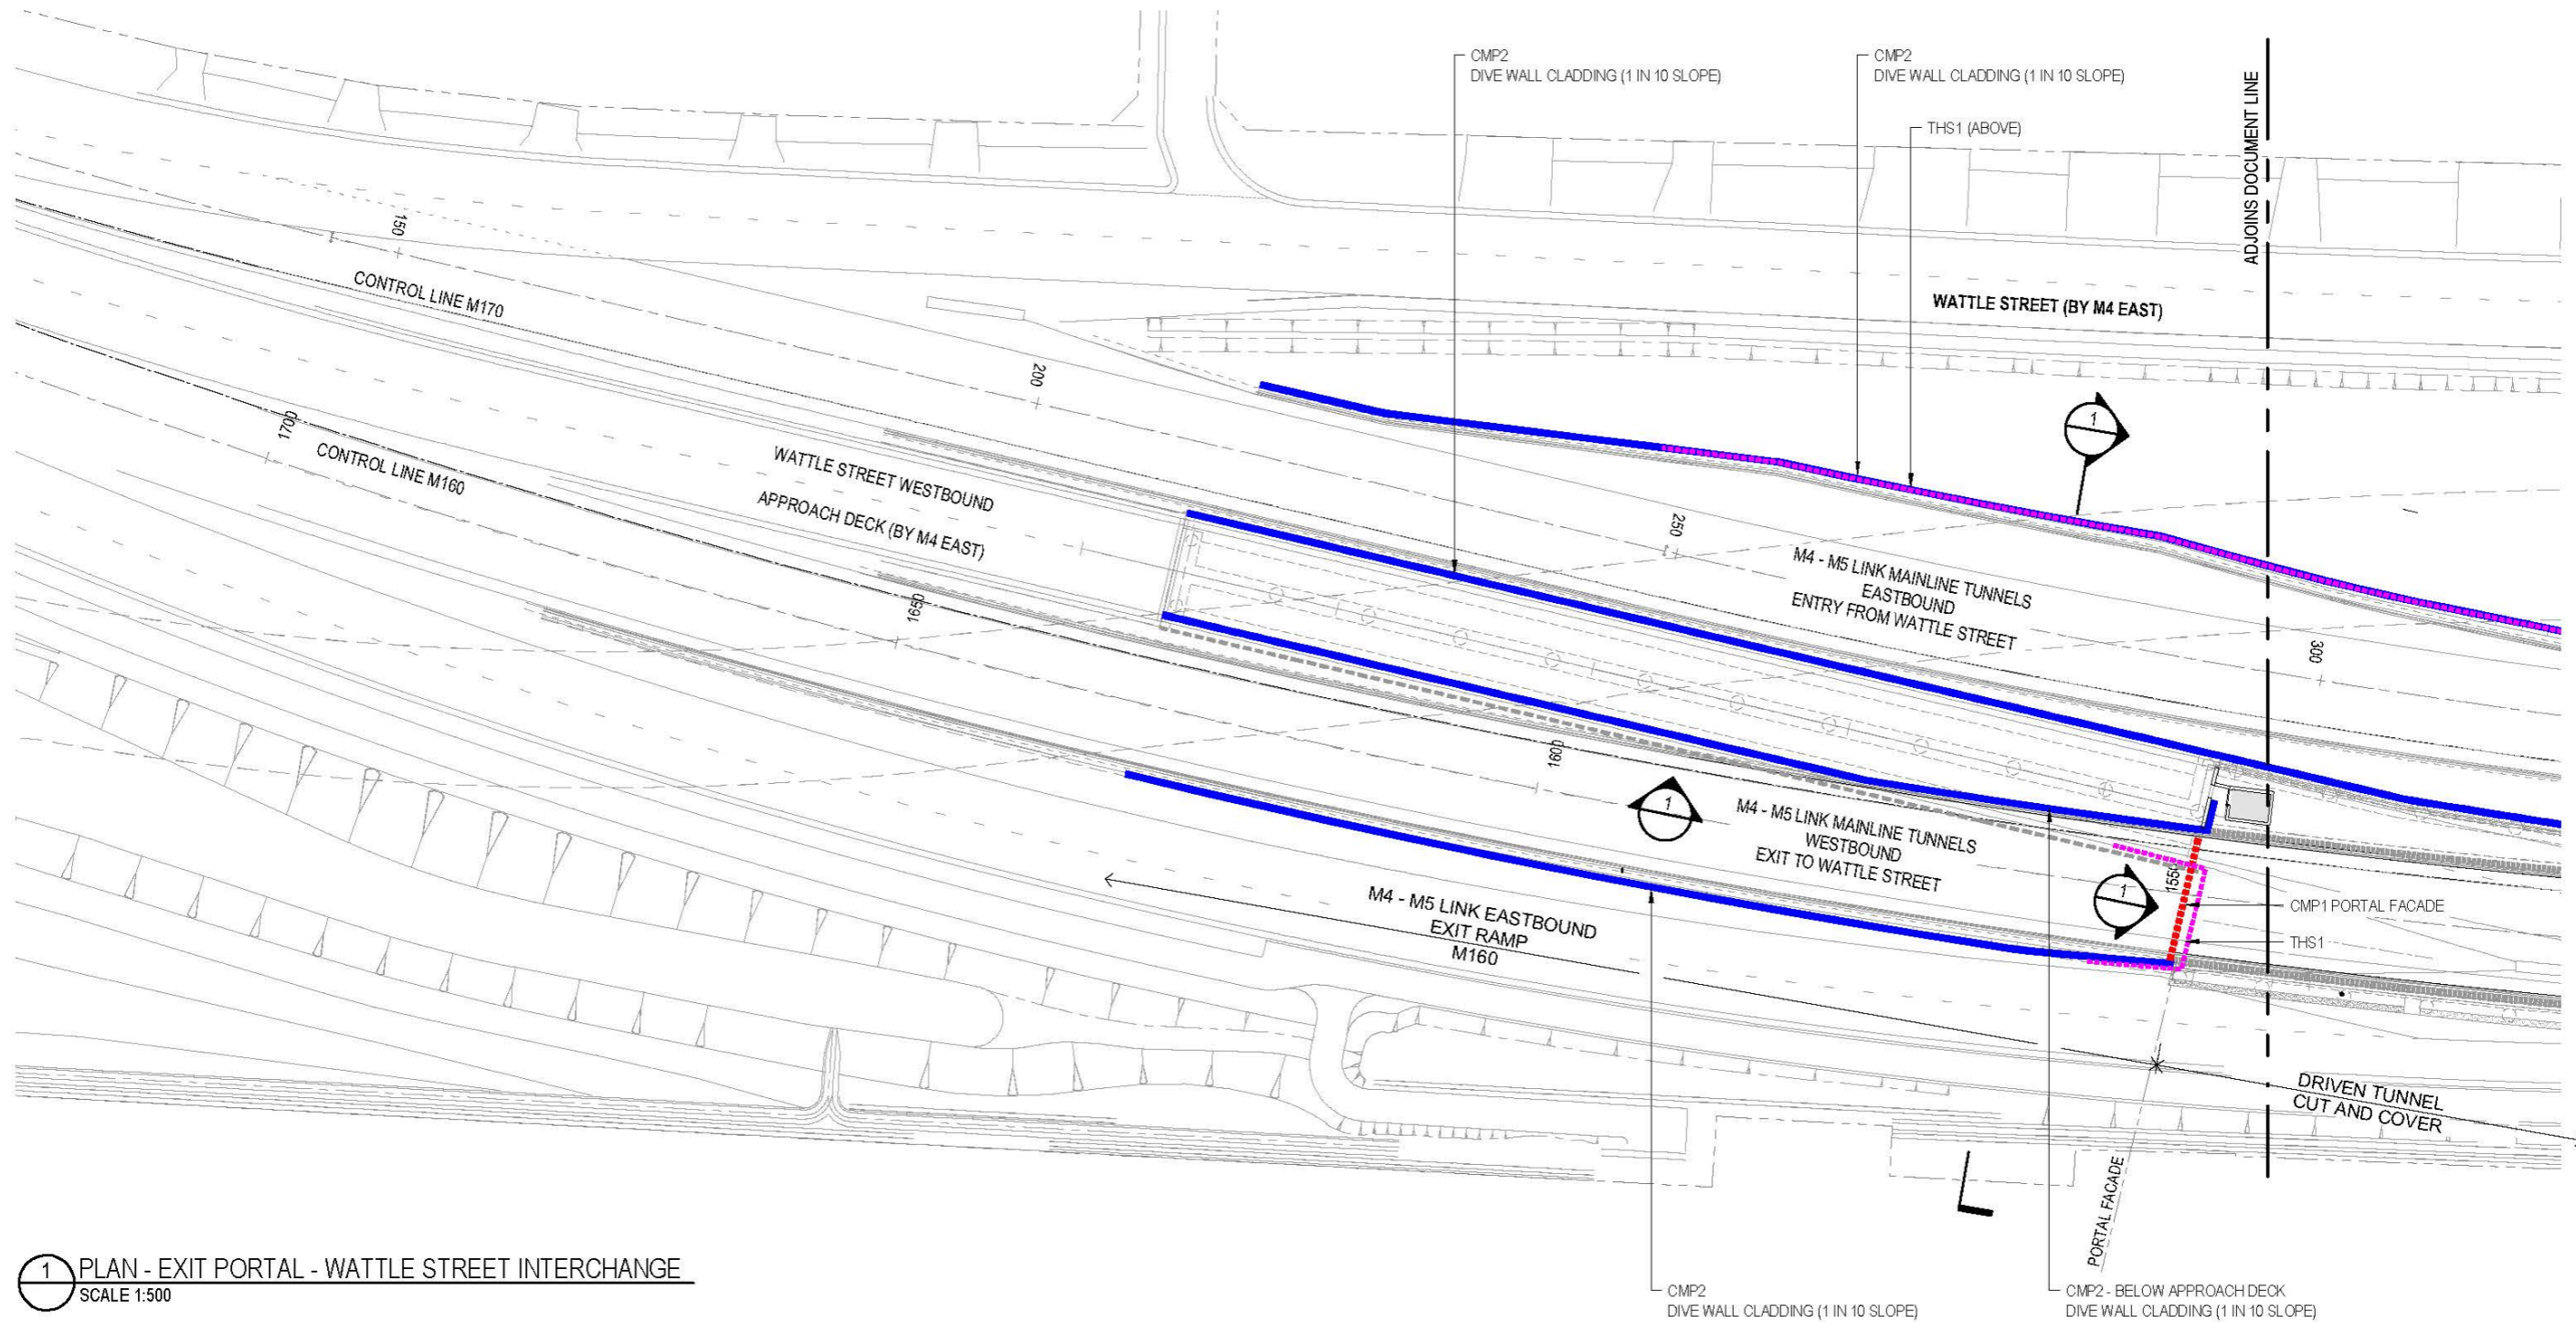 CMP2
DIVE WALL CLADDING (1 IN 10 SLOPE)
CMP2
DIVE WALL CLADDING (1 IN 10 SLOPE)
THS1 (ABOVE)
ADJOINS DOCUMENT LINE
150
CONTROL LINE M170
WATTLE STREET (BY M4 EAST)
200
1700
CONTROL LINE M160
WATTLE STREET WESTBOUND
APPROACH DECK (BY M4 EAST)
1
250
M4 - M5 LINK MAINLINE TUNNELS
EASTBOUND
ENTRY FROM WATTLE STREET
1650
300
1600
1
M4 - M5 LINK MAINLINE TUNNELS
WESTBOUND
EXIT TO WATTLE STREET
1
1550
CMP1 PORTAL FACADE
THS1
M4 - M5 LINK EASTBOUND
EXIT RAMP
M160
DRIVEN TUNNEL
CUT AND COVER
PORTAL FACADE
1
PLAN - EXIT PORTAL - WATTLE STREET INTERCHANGE
SCALE 1:500
CMP2
DIVE WALL CLADDING (1 IN 10 SLOPE)
CMP2 - BELOW APPROACH DECK
DIVE WALL CLADDING (1 IN 10 SLOPE)